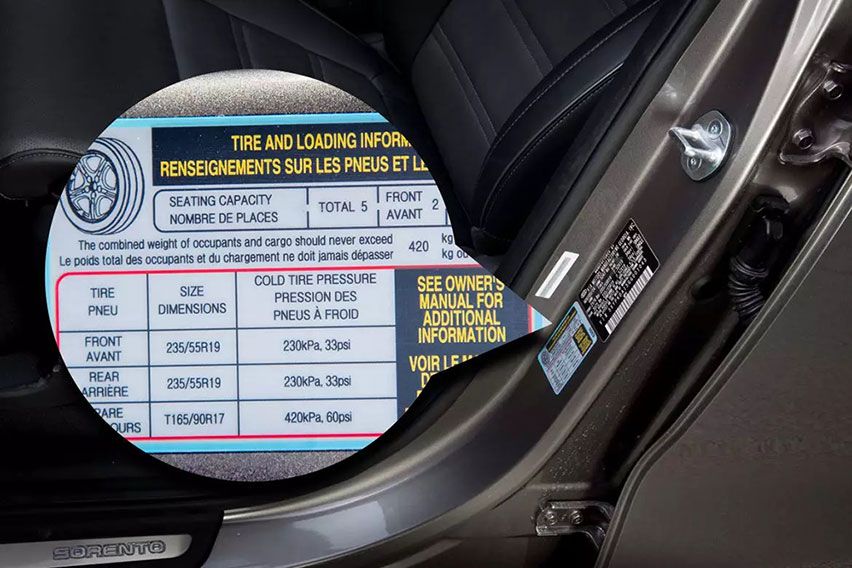 TIRE AND LOADING
RENSEIGNEMENTS SUR LES PNEUS ET
SEATING CAPACITY
NOMBRE DE PLACES
TOTAL 5
FRONT
AVANT
2
The combined weight of occupants and cargo should never exceed
Le poids total des occupants et du chargement ne doit jamais dépasser
420
kg
kg ou
TIRE
PNEU
SIZE
DIMENSIONS
COLD TIRE PRESSURE
PRESSION DES
PNEUS À FROID
SEE OWNER'S
MANUAL FOR
ADDITIONAL
INFORMATION
VOIR LE
FRONT
AVANT
235/55R19
230kPa, 33psi
REAR
ARRIÈRE
235/55R19
230kPa, 33psi
T165/90R17
420kPa, 60psi
SORENTO